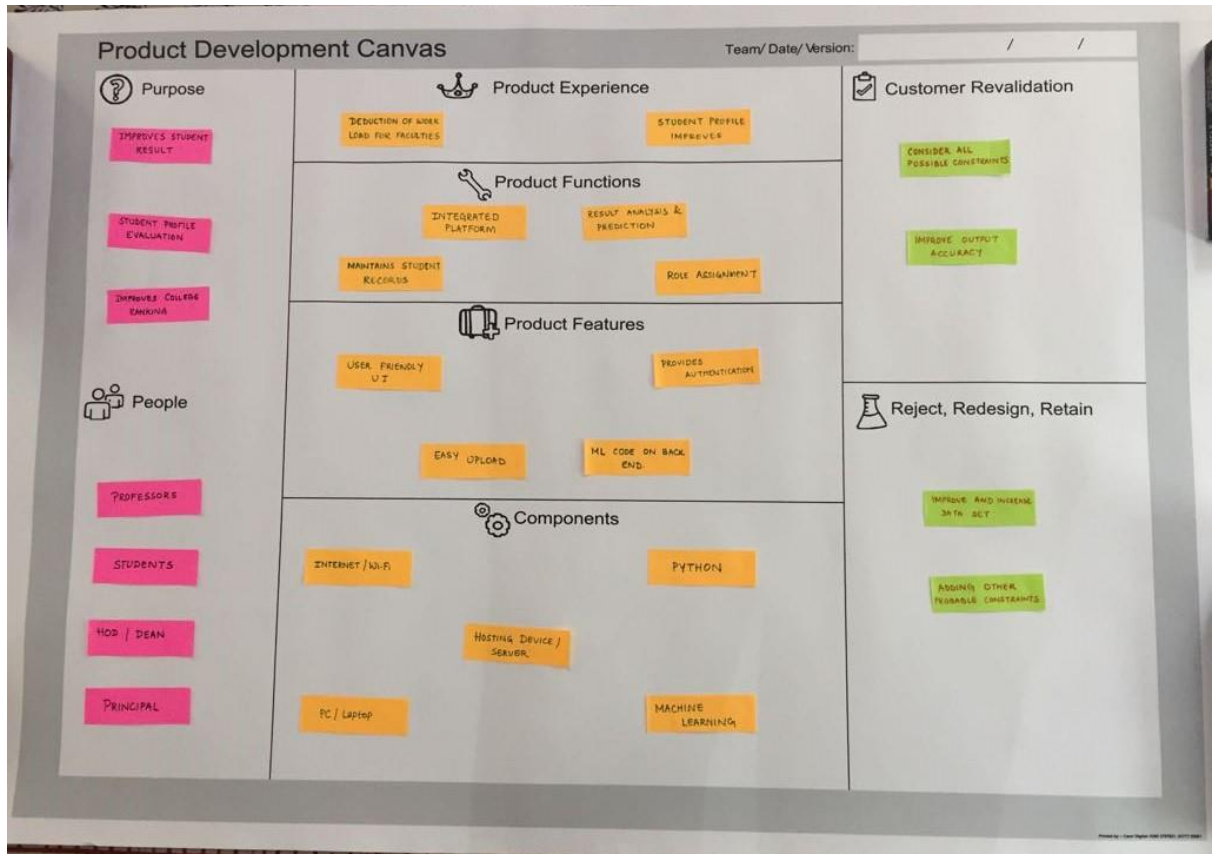 Product Development Canvas
Team/ Date/ Version:
/ /
Purpose
IMPROVES STUDENT
RESULT
STUDENT PROFILE
EVALUATION
IMPROVES COLLEGE
RANKING
People
PROFESSORS
STUDENTS
HOD / DEAN
PRINCIPAL
Product Experience
DEDUCTION OF WORK
LOAD FOR FACULTIES
STUDENT PROFILE
IMPROVES
Product Functions
INTEGRATED
PLATFORM
RESULT ANALYSIS &
PREDICTION
MAINTAINS STUDENT
RECORDS
ROLE ASSIGNMENT
Product Features
USER FRIENDLY
UI
PROVIDES
AUTHENTICATION
EASY UPLOAD
ML CODE ON BACK
END.
Components
INTERNET / Wi-Fi
PYTHON
HOSTING DEVICE /
SERVER
PC / Laptop
MACHINE
LEARNING
Customer Revalidation
CONSIDER ALL
POSSIBLE CONSTRAINTS
IMPROVE OUTPUT
ACCURACY
Reject, Redesign, Retain
IMPROVE AND INCREASE
DATA SET
ADDING OTHER
PROBABLE CONSTRAINTS